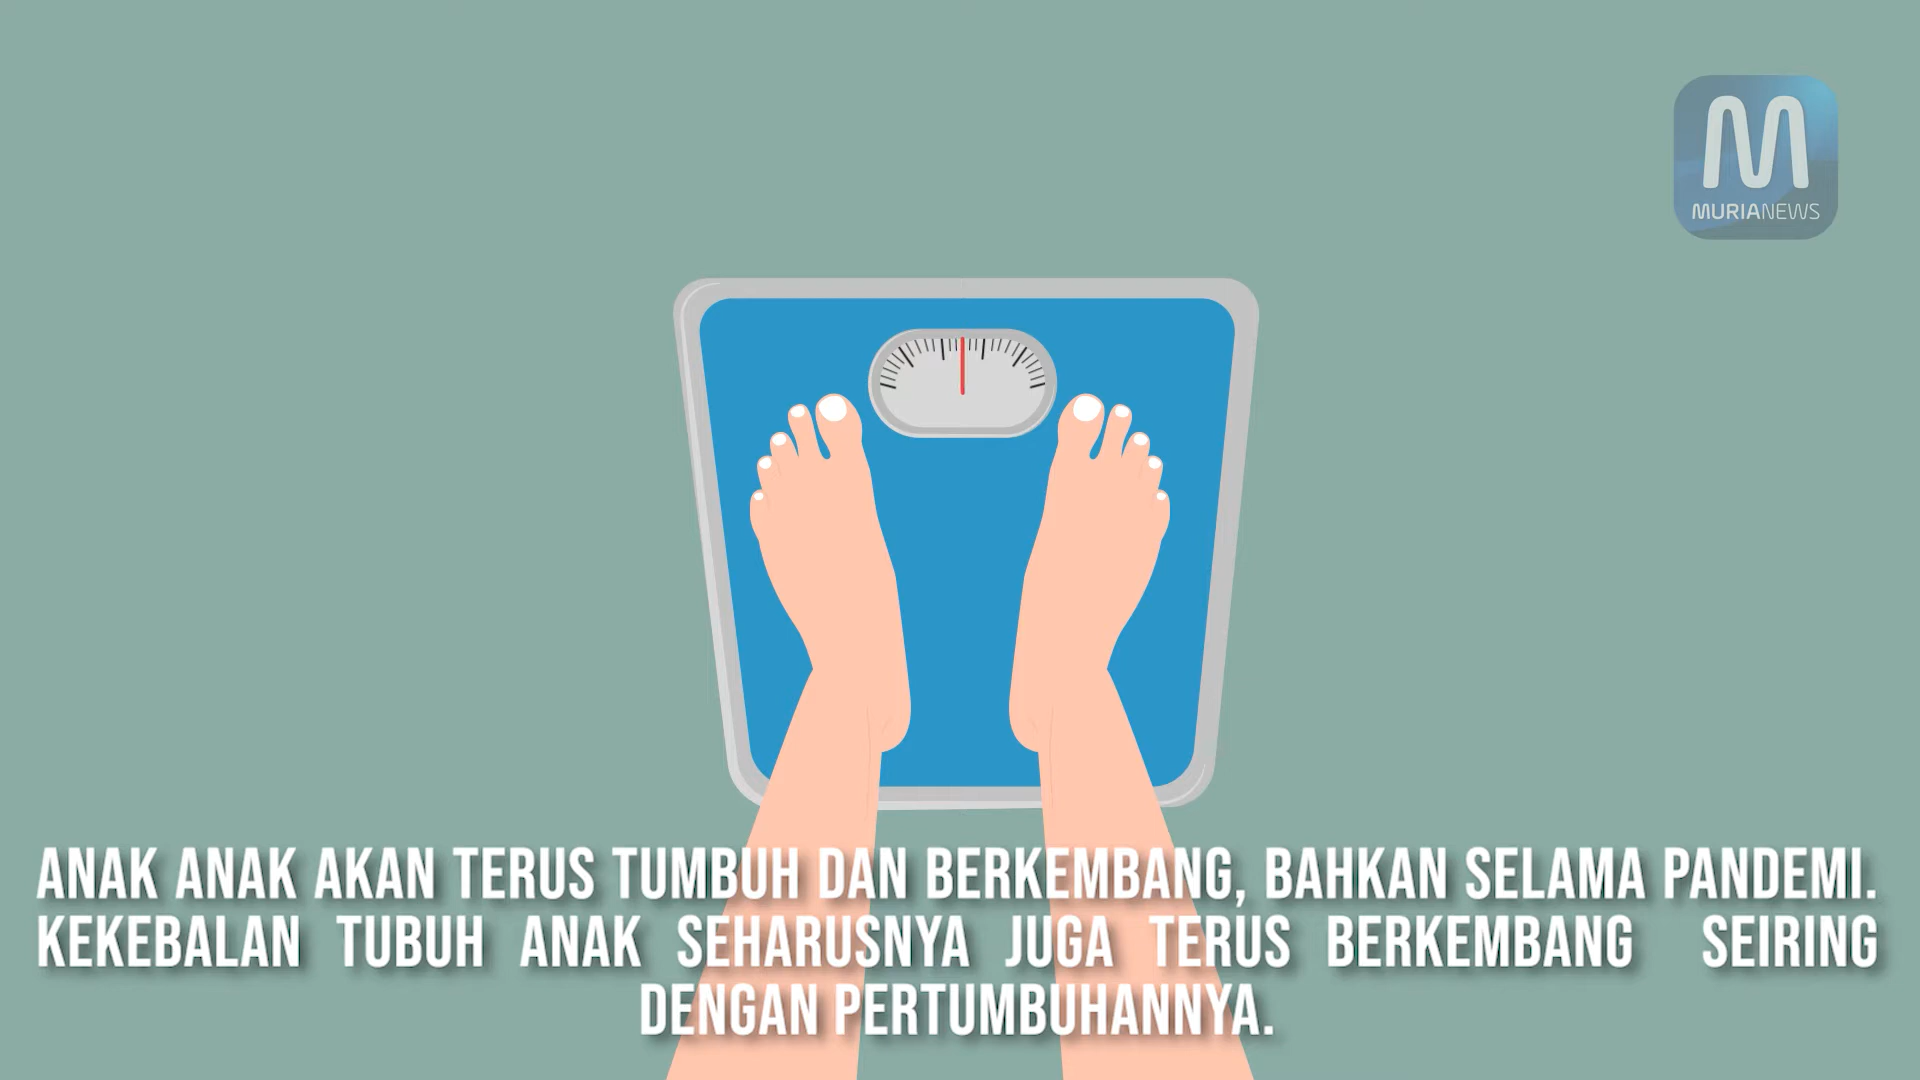 M
MURIANEWS
ANAK ANAK AKAN TERUS TUMBUH DAN BERKEMBANG, BAHKAN SELAMA PANDEMI.
KEKEBALAN TUBUH ANAK SEHARUSNYA JUGA TERUS BERKEMBANG SEIRING
DENGAN PERTUMBUHANNYA.